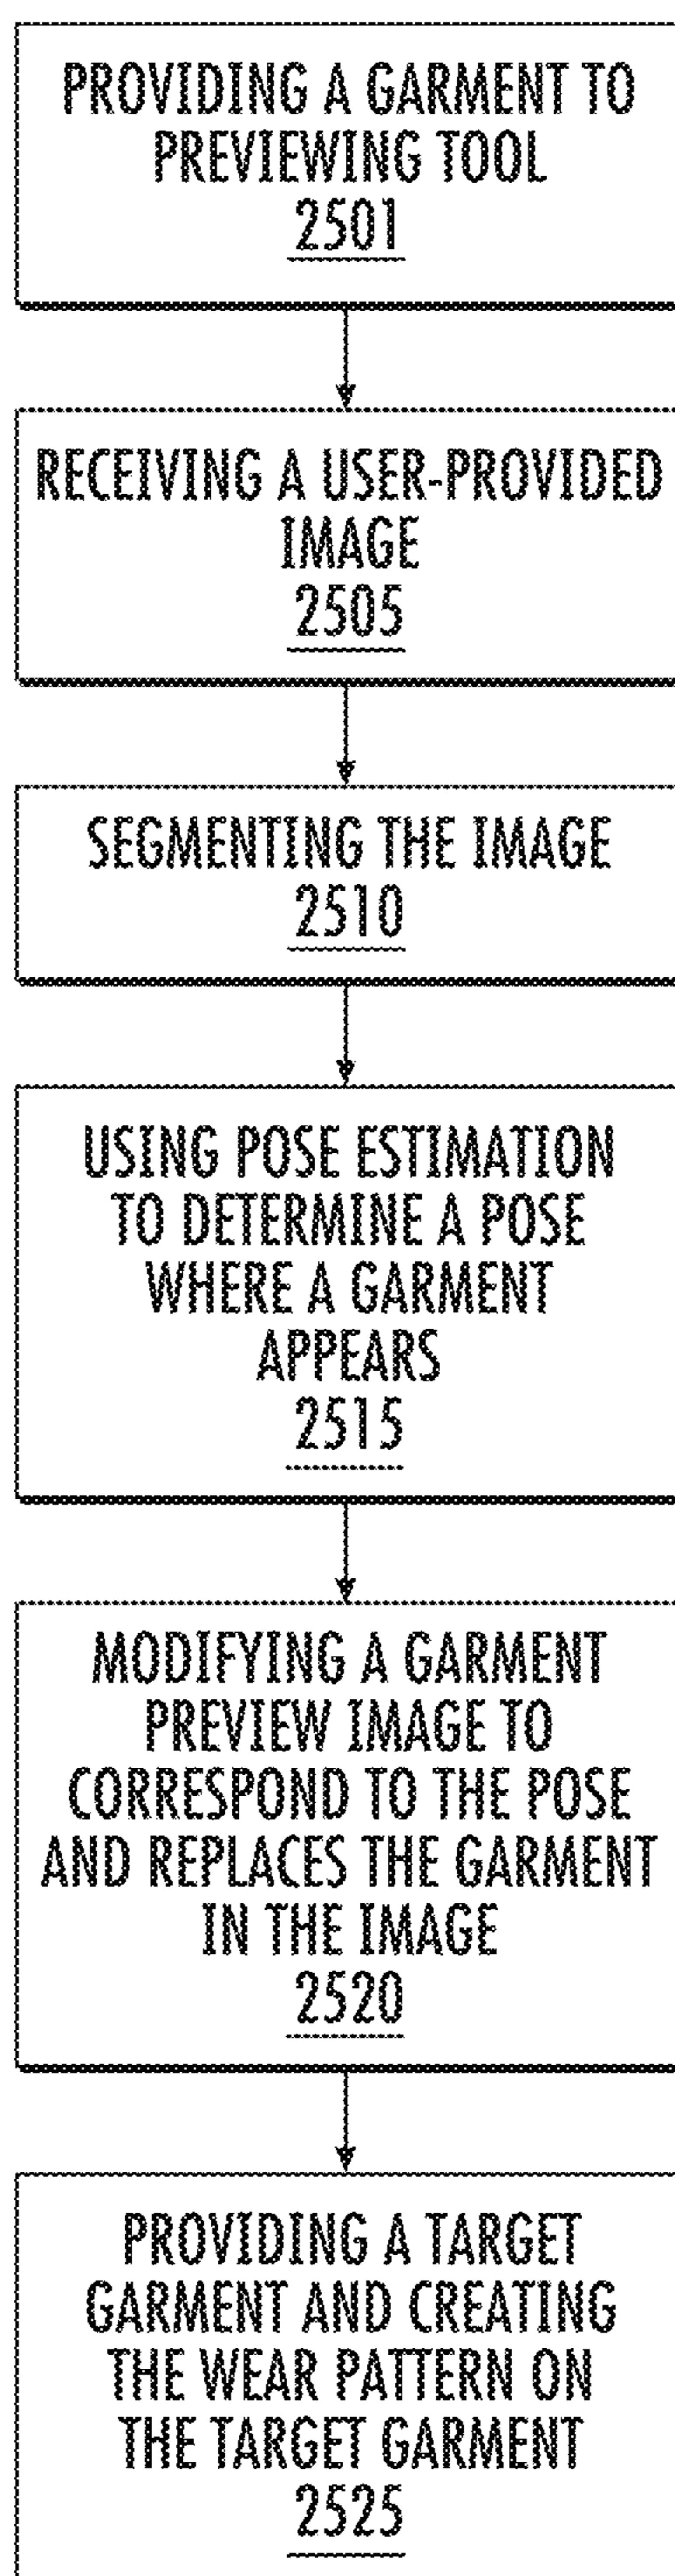 PROVIDING A GARMENT TO
PREVIEWING TOOL
2501
RECEIVING A USER-PROVIDED
IMAGE
2505
SEGMENTING THE IMAGE
2510
USING POSE ESTIMATION
TO DETERMINE A POSE
WHERE A GARMENT
APPEARS
2515
MODIFYING A GARMENT
PREVIEW IMAGE TO
CORRESPOND TO THE POSE
AND REPLACES THE GARMENT
IN THE IMAGE
2520
PROVIDING A TARGET
GARMENT AND CREATING
THE WEAR PATTERN ON
THE TARGET GARMENT
2525